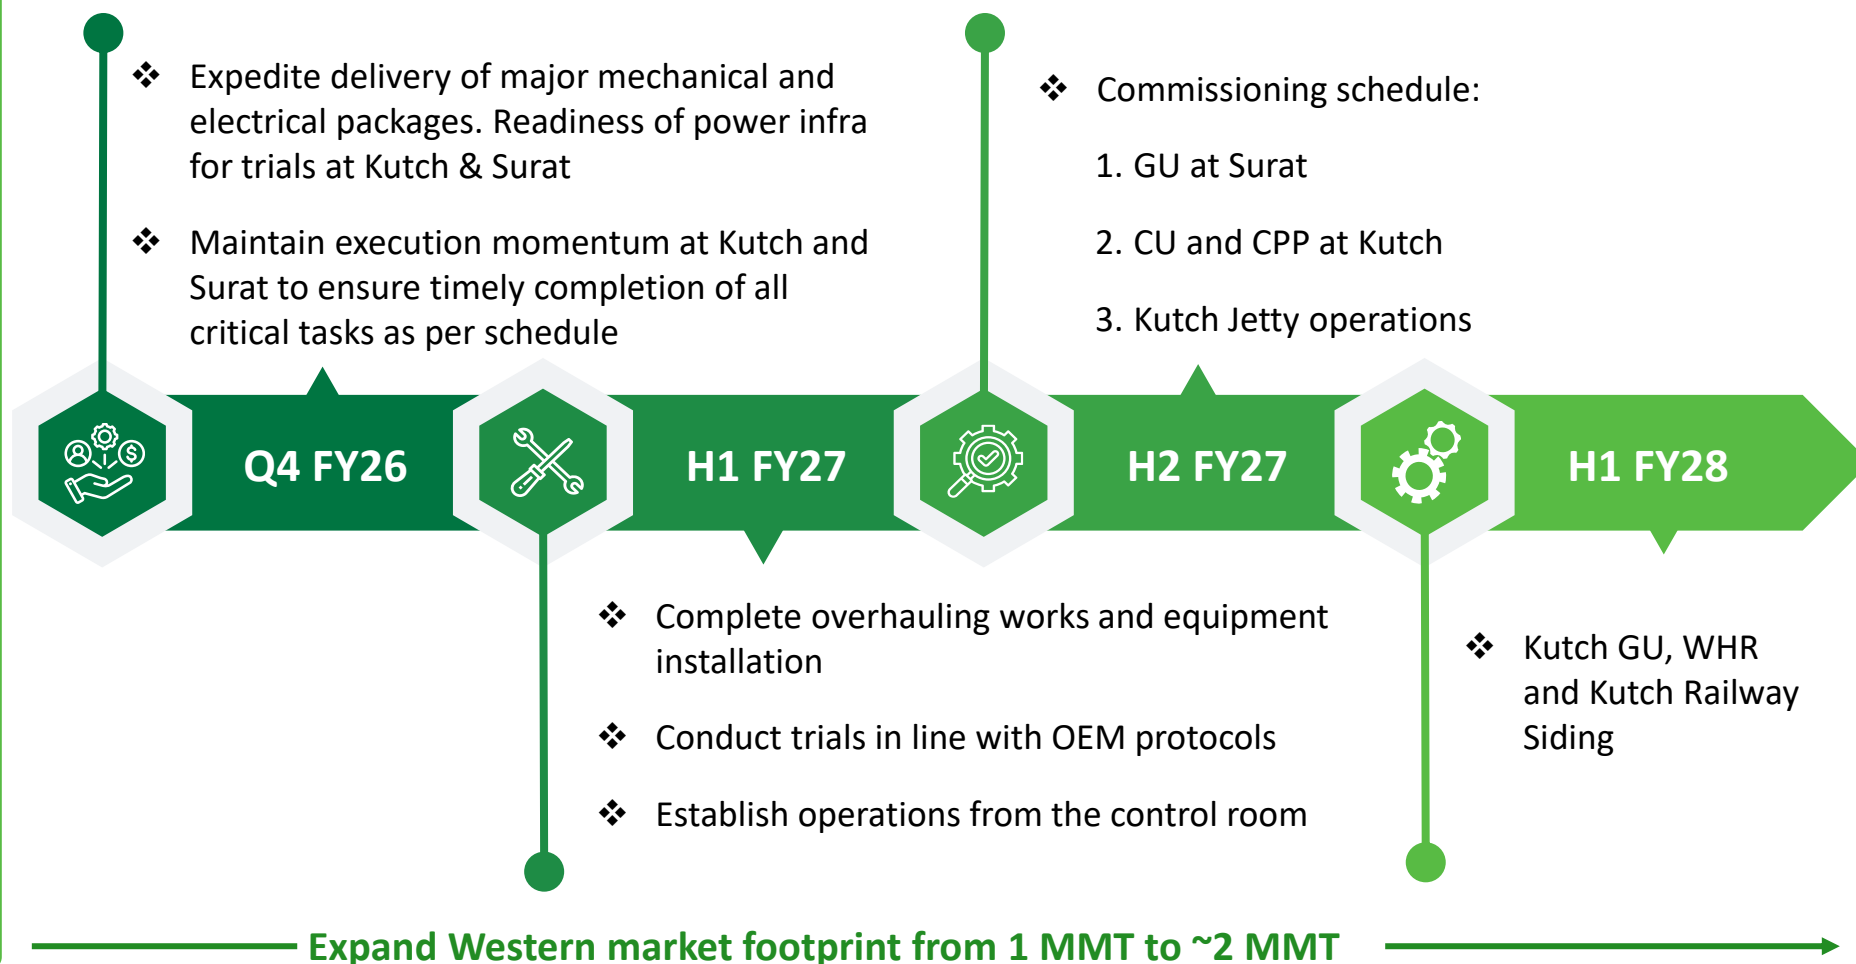 ❖ Expedite delivery of major mechanical and
electrical packages. Readiness of power infra
for trials at Kutch & Surat
❖ Maintain execution momentum at Kutch and
Surat to ensure timely completion of all
critical tasks as per schedule
❖ Commissioning schedule:
1. GU at Surat
2. CU and CPP at Kutch
3. Kutch Jetty operations
Q4 FY26
H1 FY27
H2 FY27
H1 FY28
❖ Complete overhauling works and equipment
installation
❖ Conduct trials in line with OEM protocols
❖ Establish operations from the control room
❖ Kutch GU, WHR
and Kutch Railway
Siding
Expand Western market footprint from 1 MMT to ~2 MMT